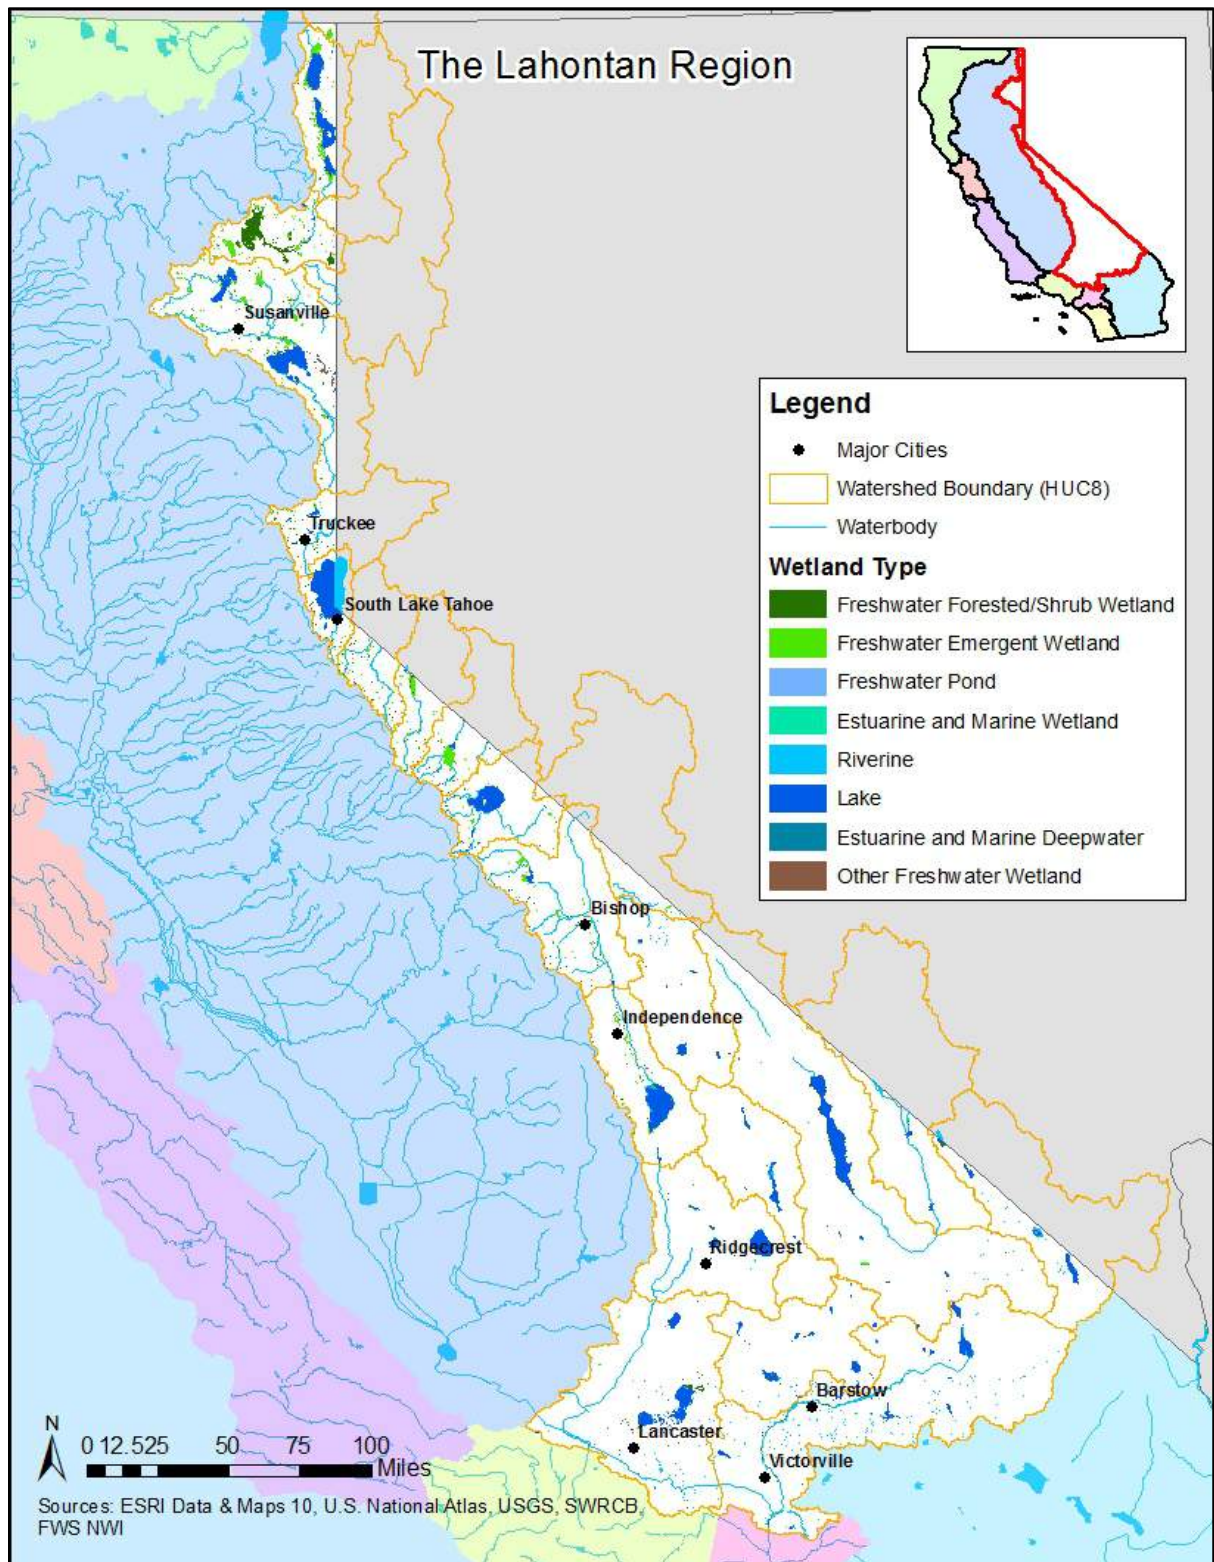 The Lahontan Region
Legend
Major Cities
Watershed Boundary (HUC8)
Waterbody
Wetland Type
Freshwater Forested/Shrub Wetland
Freshwater Emergent Wetland
Freshwater Pond
Estuarine and Marine Wetland
Riverine
Lake
Estuarine and Marine Deepwater
Other Freshwater Wetland
Susanville
Truckee
South Lake Tahoe
Bishop
Independence
Ridgecrest
Barstow
Lancaster
Victorville
N
0 12.525 50 75 100
Miles
Sources: ESRI Data & Maps 10, U.S. National Atlas, USGS, SWRCB,
FWS NWI